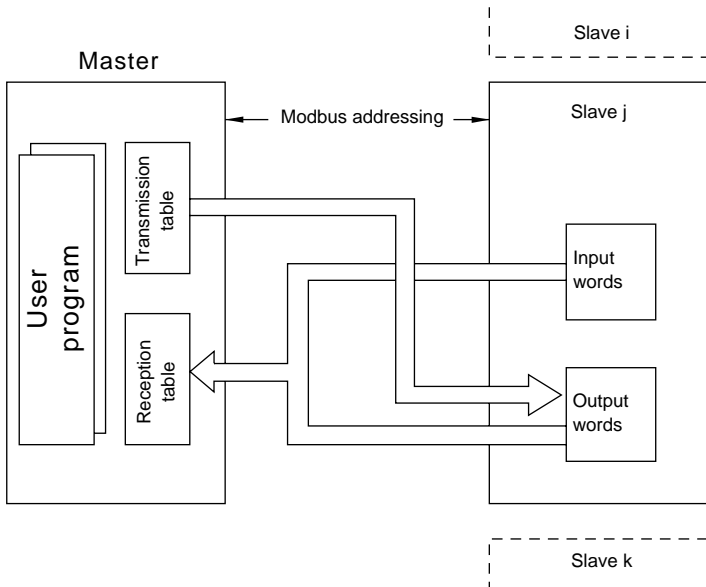 Slave i
Master
Modbus addressing
Slave j
User
program
Transmission
table
Reception
table
Input
words
Output
words
Slave k